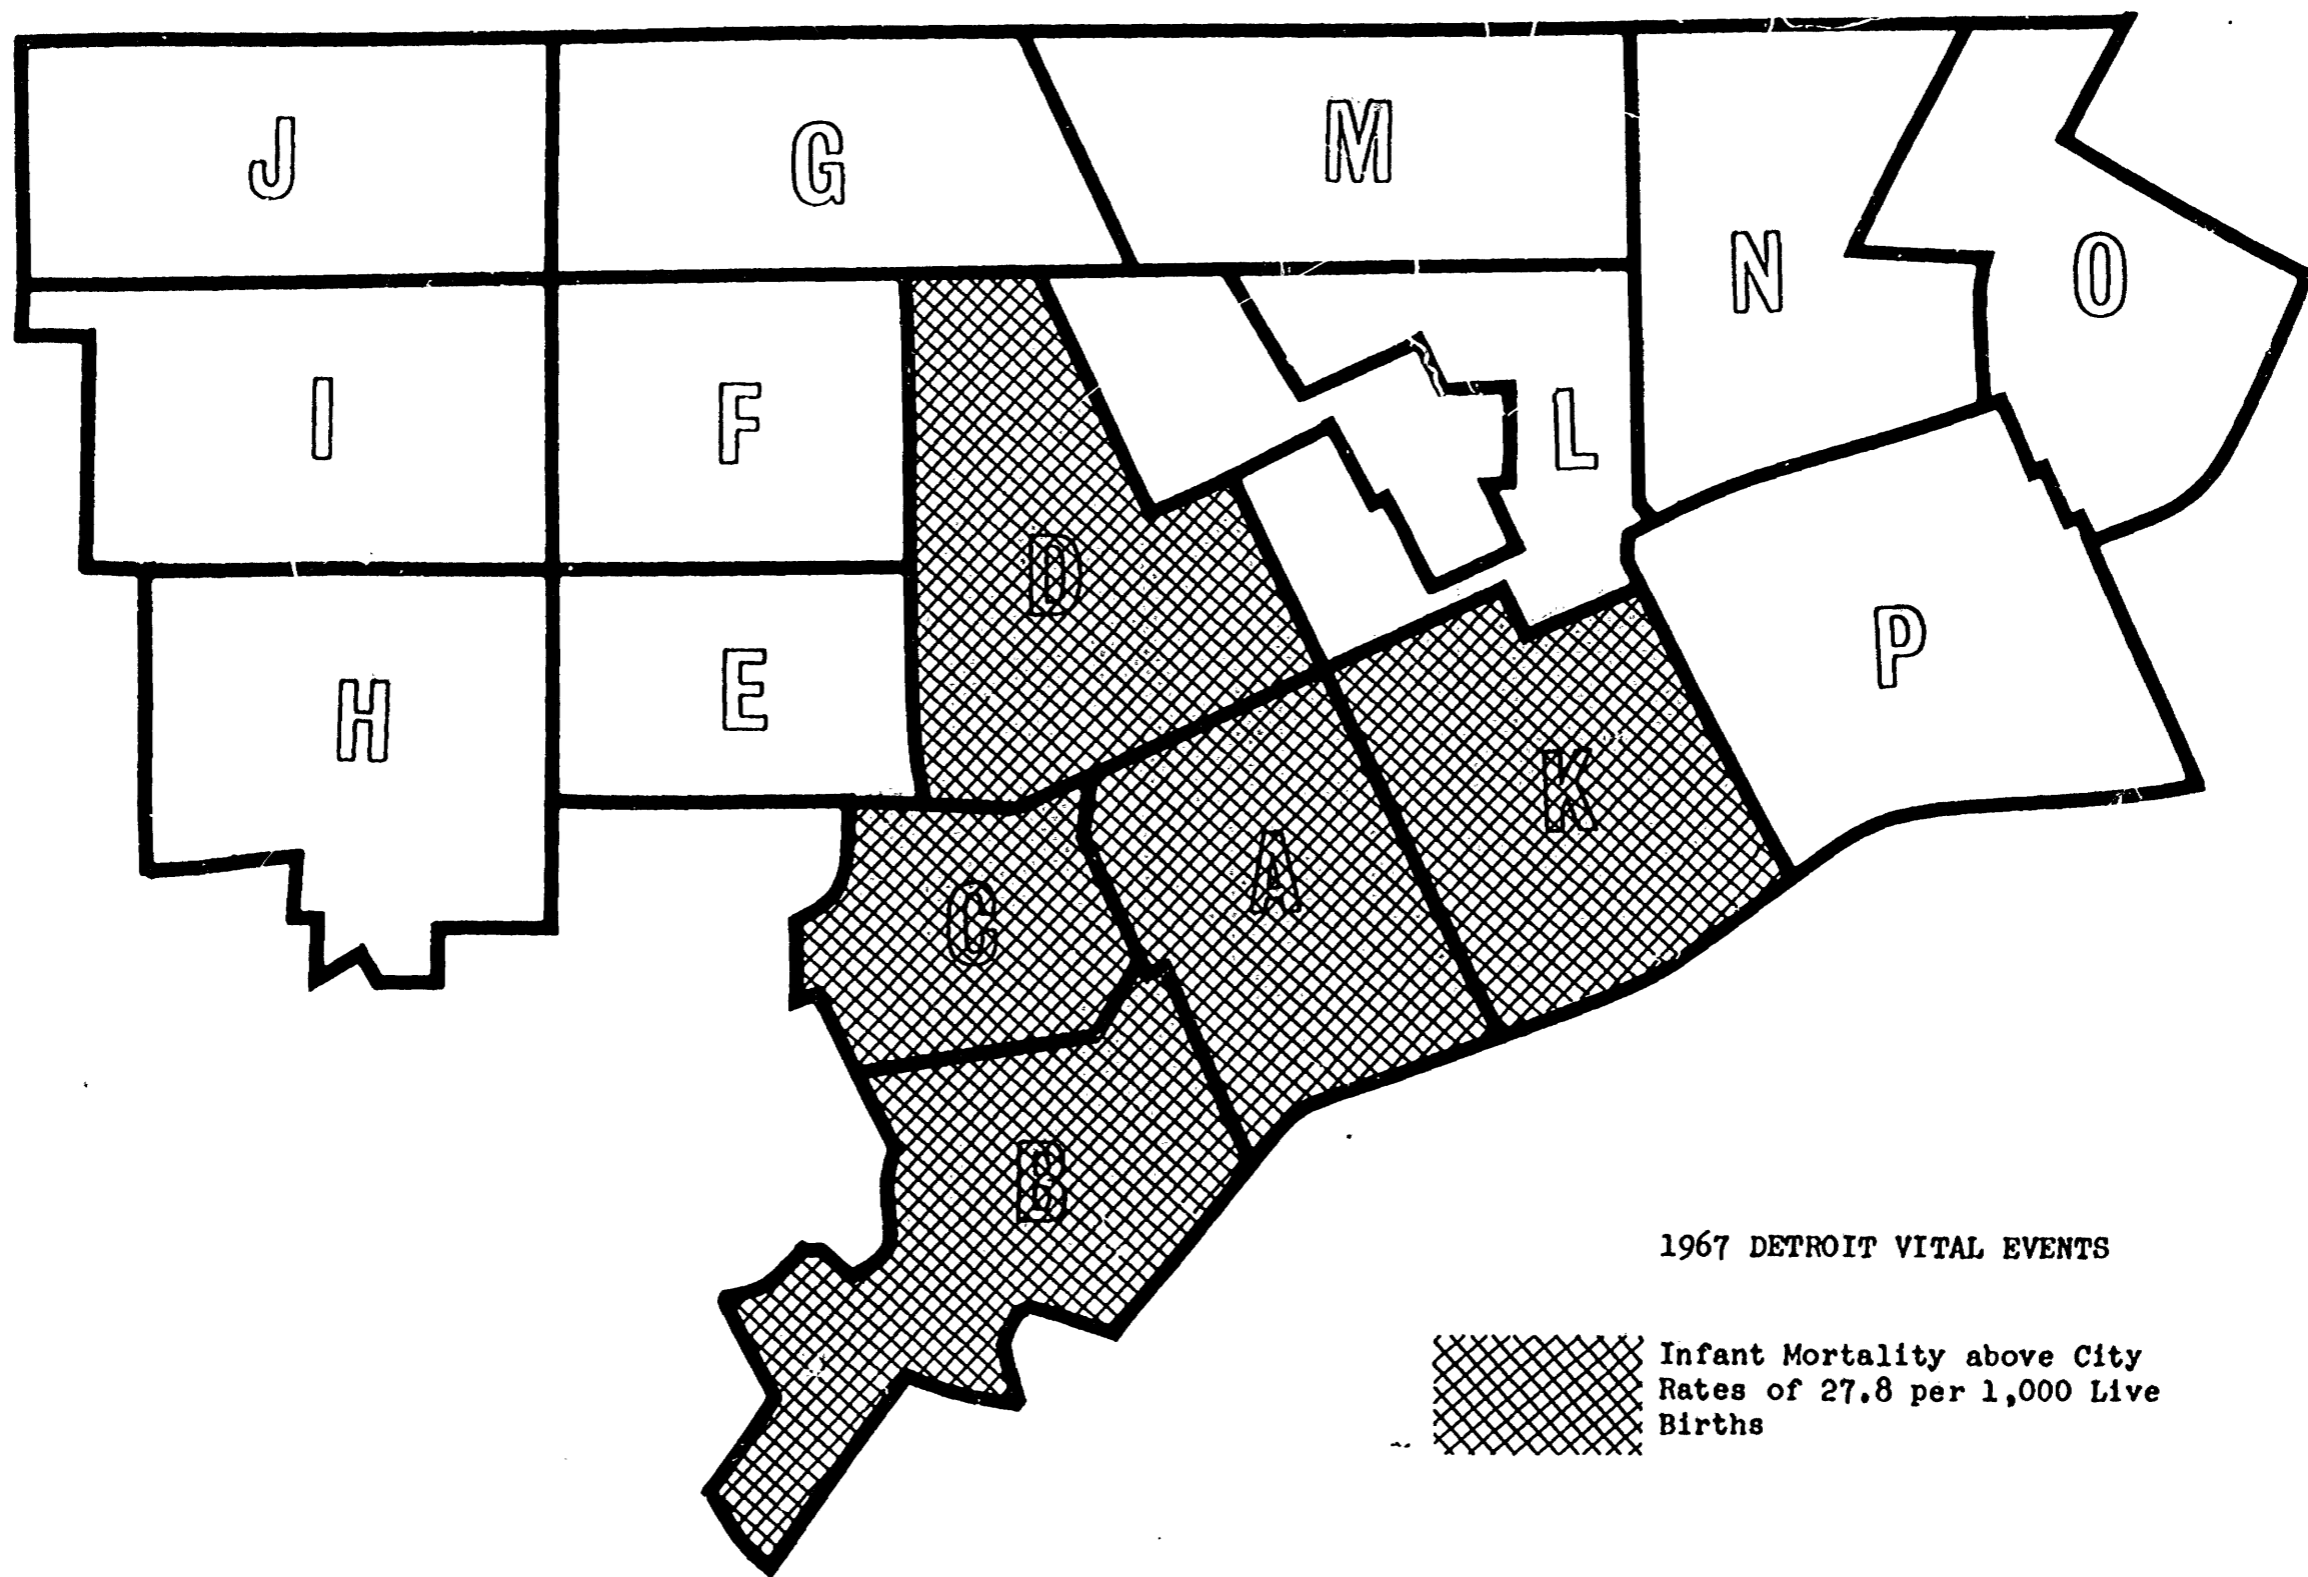 J
G
M
N
O
I
F
L
D
H
E
P
K
A
C
B
1967 DETROIT VITAL EVENTS
Infant Mortality above City
Rates of 27.8 per 1,000 Live
Births